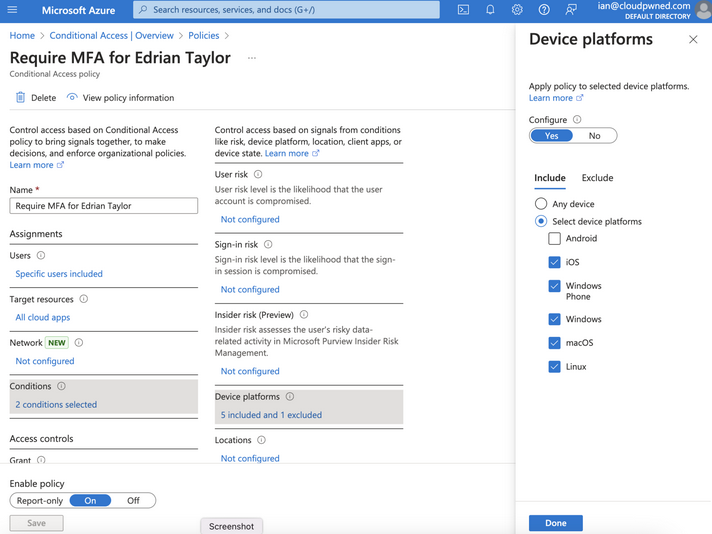 Microsoft Azure
Search resources, services, and docs (G+/)
ian@cloudpwned.com
DEFAULT DIRECTORY
Home > Conditional Access | Overview > Policies >
Require MFA for Edrian Taylor ...
Conditional Access policy
Delete
View policy information
Control access based on Conditional Access
policy to bring signals together, to make
decisions, and enforce organizational policies.
Learn more
Name *
Require MFA for Edrian Taylor
Assignments
Users
Specific users included
Target resources
All cloud apps
Network NEW
Not configured
Conditions
2 conditions selected
Access controls
Grant
Control access based on signals from conditions
like risk, device platform, location, client apps, or
device state. Learn more
User risk
User risk level is the likelihood that the user
account is compromised.
Not configured
Sign-in risk
Sign-in risk level is the likelihood that the sign-
in session is compromised.
Not configured
Insider risk (Preview)
Insider risk assesses the user's risky data-
related activity in Microsoft Purview Insider Risk
Management.
Not configured
Device platforms
5 included and 1 excluded
Locations
Not configured
Enable policy
Report-only On Off
Save
Screenshot
Device platforms
Apply policy to selected device platforms.
Learn more
Configure
Yes No
Include Exclude
Any device
Select device platforms
Android
iOS
Windows
Phone
Windows
macOS
Linux
Done